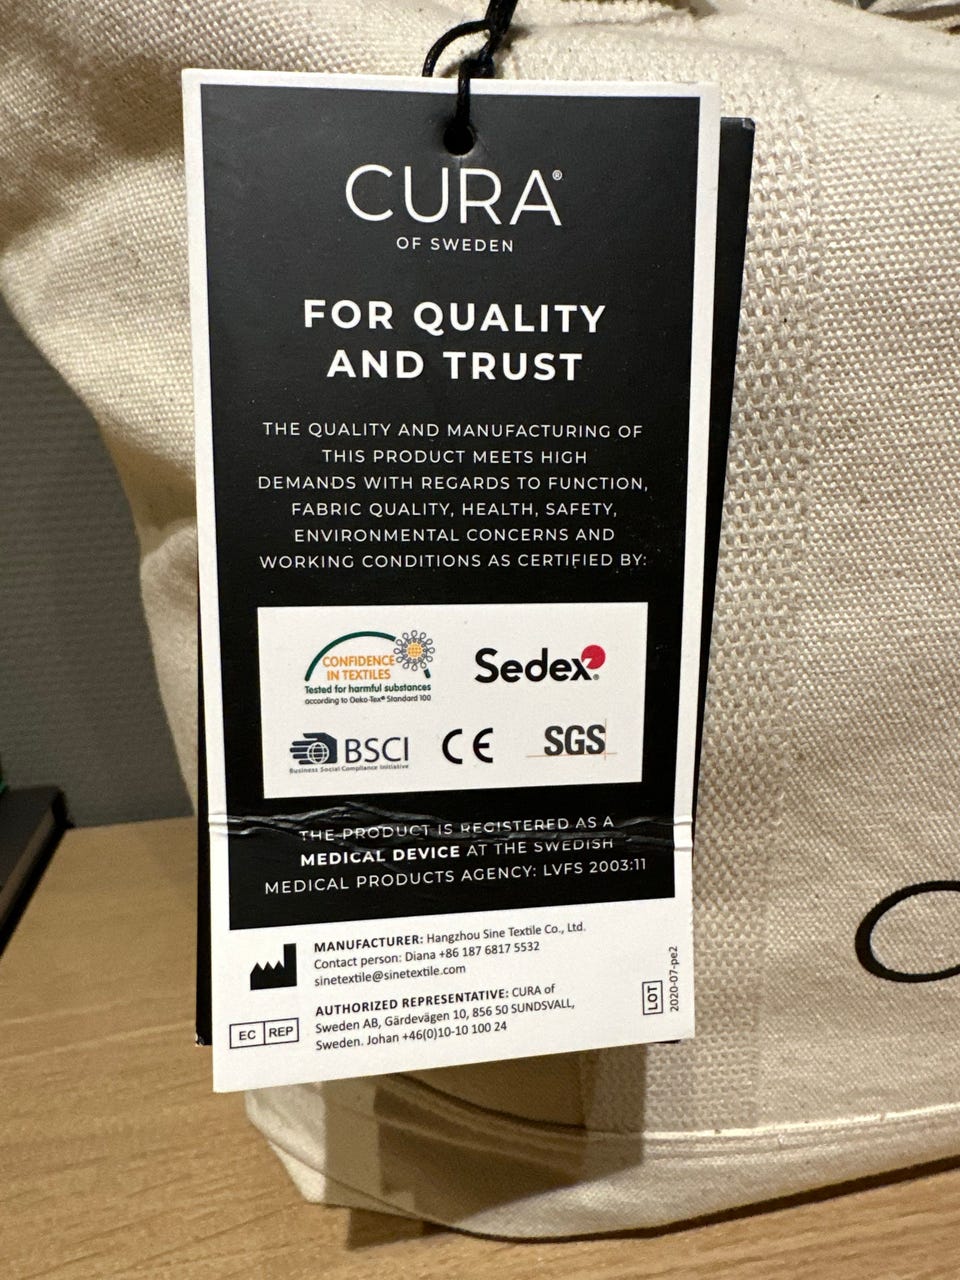 CURA®
OF SWEDEN
FOR QUALITY
AND TRUST
THE QUALITY AND MANUFACTURING OF
THIS PRODUCT MEETS HIGH
DEMANDS WITH REGARDS TO FUNCTION,
FABRIC QUALITY, HEALTH, SAFETY,
ENVIRONMENTAL CONCERNS AND
WORKING CONDITIONS AS CERTIFIED BY:
CONFIDENCE
IN TEXTILES
Tested for harmful substances
according to Oeko-Tex® Standard 100
Sedex®
BSCI
Business Social Compliance Initiative
CE
SGS
THE PRODUCT IS REGISTERED AS A
MEDICAL DEVICE AT THE SWEDISH
MEDICAL PRODUCTS AGENCY: LVFS 2003:11
MANUFACTURER: Hangzhou Sine Textile Co., Ltd.
Contact person: Diana +86 187 6817 5532
sinetextile@sinetextile.com
EC REP
AUTHORIZED REPRESENTATIVE: CURA of
Sweden AB, Gärdevägen 10, 856 50 SUNDSVALL,
Sweden. Johan +46(0)10-10 100 24
LOT
2020-07-pe2